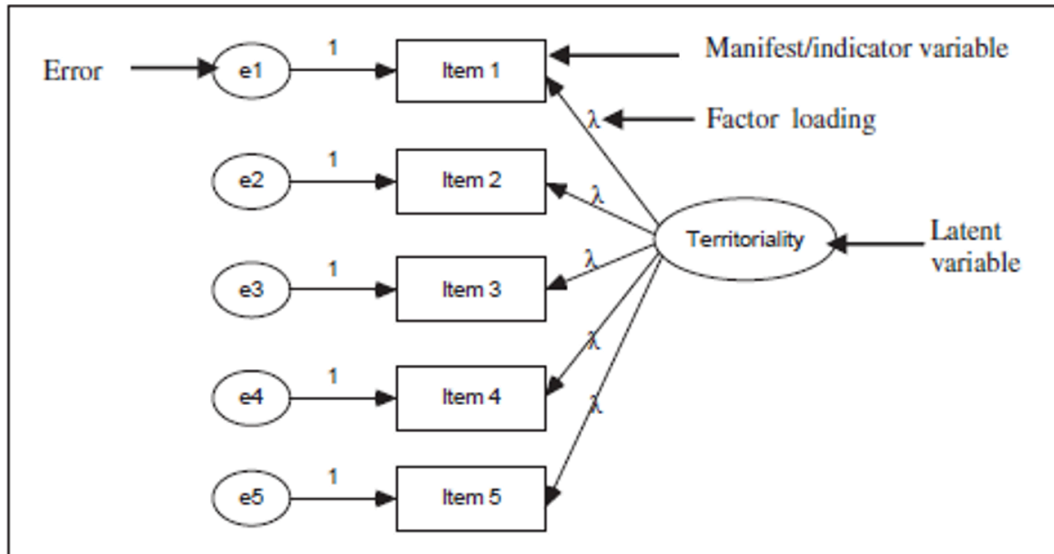 Error
e1
1
Item 1
Manifest/indicator variable
λ
Factor loading
e2
1
Item 2
λ
Territoriality
Latent
variable
e3
1
Item 3
λ
e4
1
Item 4
λ
e5
1
Item 5
λ